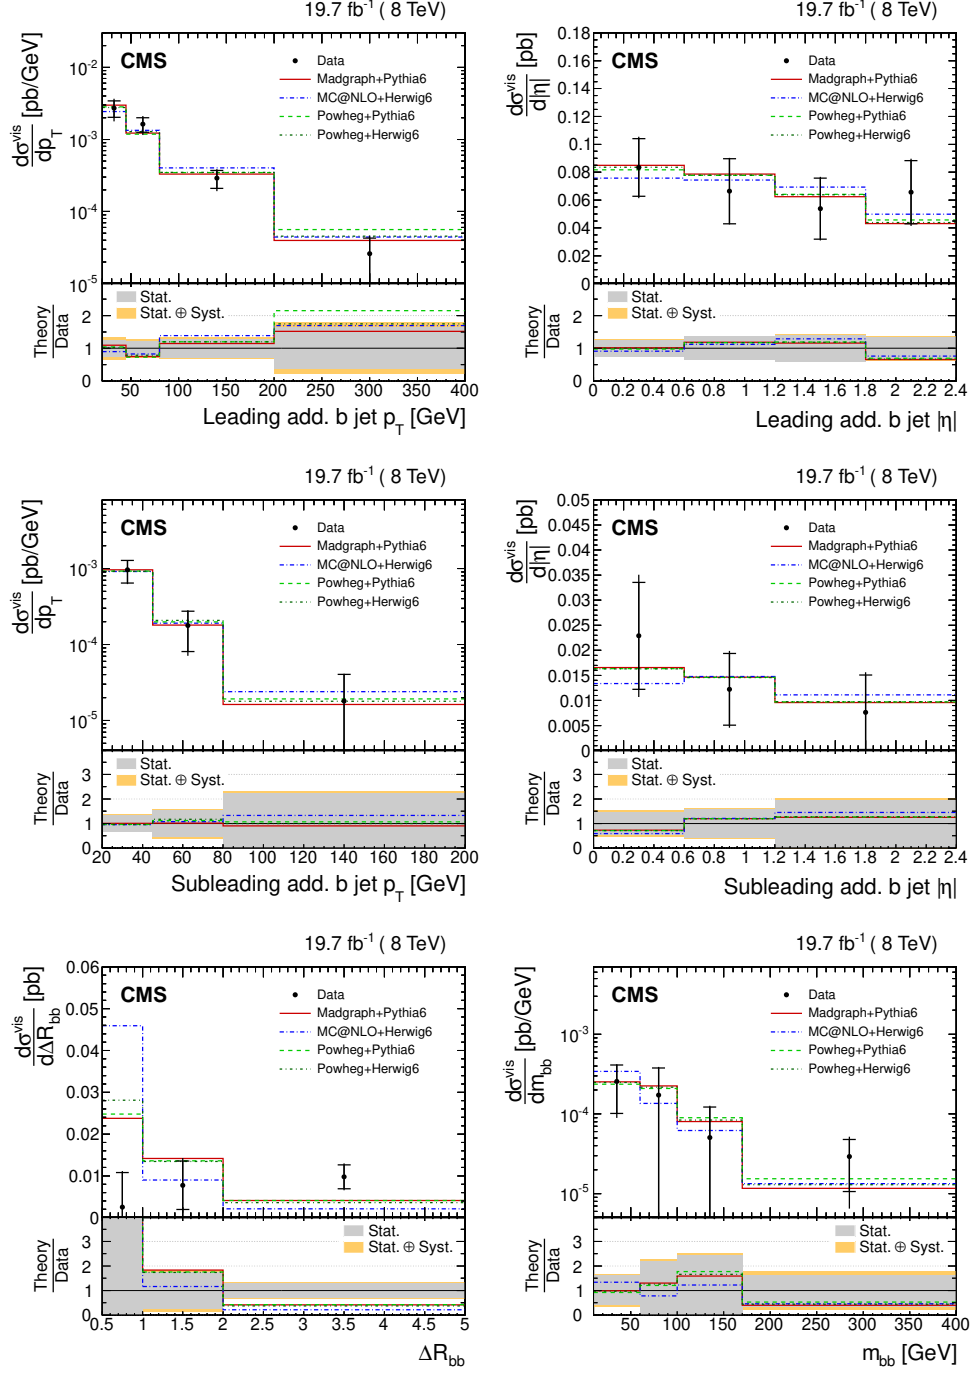 19.7 fb⁻¹ ( 8 TeV)
dσ^vis/dp_T [pb/GeV]
CMS
Data
Madgraph+Pythia6
MC@NLO+Herwig6
Powheg+Pythia6
Powheg+Herwig6
10⁻²
10⁻³
10⁻⁴
10⁻⁵
Theory/Data
Stat.
Stat. ⊕ Syst.
2
1
0
50 100 150 200 250 300 350 400
Leading add. b jet p_T [GeV]
19.7 fb⁻¹ ( 8 TeV)
dσ^vis/d|η| [pb]
CMS
Data
Madgraph+Pythia6
MC@NLO+Herwig6
Powheg+Pythia6
Powheg+Herwig6
0.18
0.16
0.14
0.12
0.1
0.08
0.06
0.04
0.02
0
Theory/Data
Stat.
Stat. ⊕ Syst.
2
1
0
0 0.2 0.4 0.6 0.8 1 1.2 1.4 1.6 1.8 2 2.2 2.4
Leading add. b jet |η|
19.7 fb⁻¹ ( 8 TeV)
dσ^vis/dp_T [pb/GeV]
CMS
Data
Madgraph+Pythia6
MC@NLO+Herwig6
Powheg+Pythia6
Powheg+Herwig6
10⁻³
10⁻⁴
10⁻⁵
Theory/Data
Stat.
Stat. ⊕ Syst.
3
2
1
0
20 40 60 80 100 120 140 160 180 200
Subleading add. b jet p_T [GeV]
19.7 fb⁻¹ ( 8 TeV)
dσ^vis/d|η| [pb]
CMS
Data
Madgraph+Pythia6
MC@NLO+Herwig6
Powheg+Pythia6
Powheg+Herwig6
0.05
0.045
0.04
0.035
0.03
0.025
0.02
0.015
0.01
0.005
0
Theory/Data
Stat.
Stat. ⊕ Syst.
3
2
1
0
0 0.2 0.4 0.6 0.8 1 1.2 1.4 1.6 1.8 2 2.2 2.4
Subleading add. b jet |η|
19.7 fb⁻¹ ( 8 TeV)
dσ^vis/dΔR_bb [pb]
CMS
Data
Madgraph+Pythia6
MC@NLO+Herwig6
Powheg+Pythia6
Powheg+Herwig6
0.06
0.05
0.04
0.03
0.02
0.01
0
Theory/Data
Stat.
Stat. ⊕ Syst.
3
2
1
0
0.5 1 1.5 2 2.5 3 3.5 4 4.5 5
ΔR_bb
19.7 fb⁻¹ ( 8 TeV)
dσ^vis/dm_bb [pb/GeV]
CMS
Data
Madgraph+Pythia6
MC@NLO+Herwig6
Powheg+Pythia6
Powheg+Herwig6
10⁻³
10⁻⁴
10⁻⁵
Theory/Data
Stat.
Stat. ⊕ Syst.
3
2
1
0
50 100 150 200 250 300 350 400
m_bb [GeV]